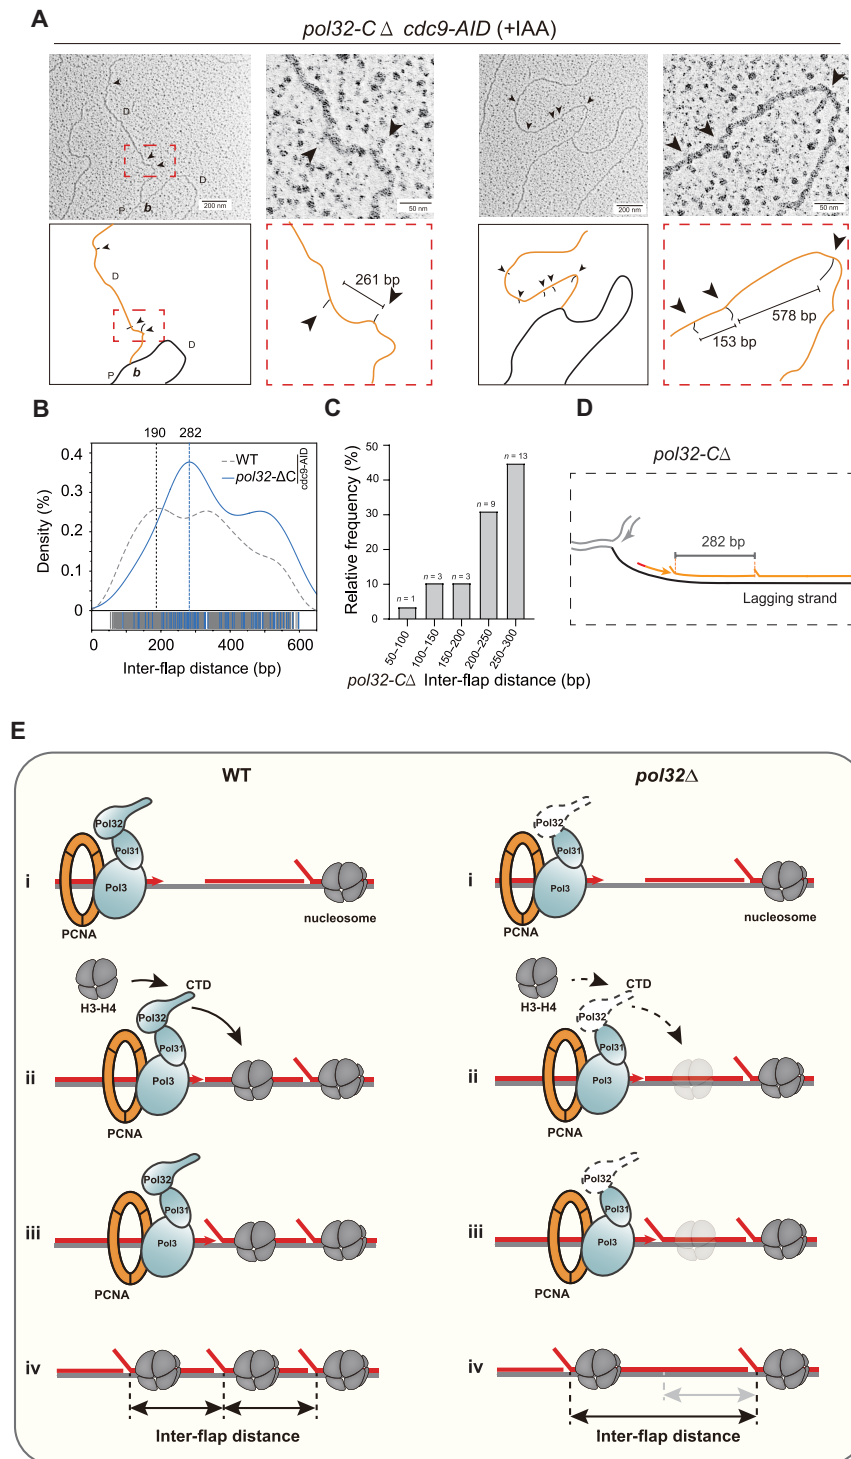 A
pol32-CΔ cdc9-AID (+IAA)
D
D
P
b
200 nm
50 nm
200 nm
50 nm
D
D
P
b
261 bp
153 bp
578 bp
B
190 282
WT
pol32-ΔC
cdc9-AID
0.4
0.3
0.2
0.1
0
Density (%)
0 200 400 600
Inter-flap distance (bp)
C
50
40
30
20
10
0
Relative frequency (%)
n = 1
n = 3
n = 3
n = 9
n = 13
50–100
100–150
150–200
200–250
250–300
pol32-CΔ Inter-flap distance (bp)
D
pol32-CΔ
282 bp
Lagging strand
E
WT
pol32Δ
Pol32
Pol31
Pol3
i
PCNA
nucleosome
Pol32
Pol31
Pol3
i
PCNA
nucleosome
H3-H4
CTD
Pol32
Pol31
Pol3
ii
PCNA
H3-H4
CTD
Pol32
Pol31
Pol3
ii
PCNA
Pol32
Pol31
Pol3
iii
PCNA
Pol32
Pol31
Pol3
iii
PCNA
iv
Inter-flap distance
iv
Inter-flap distance